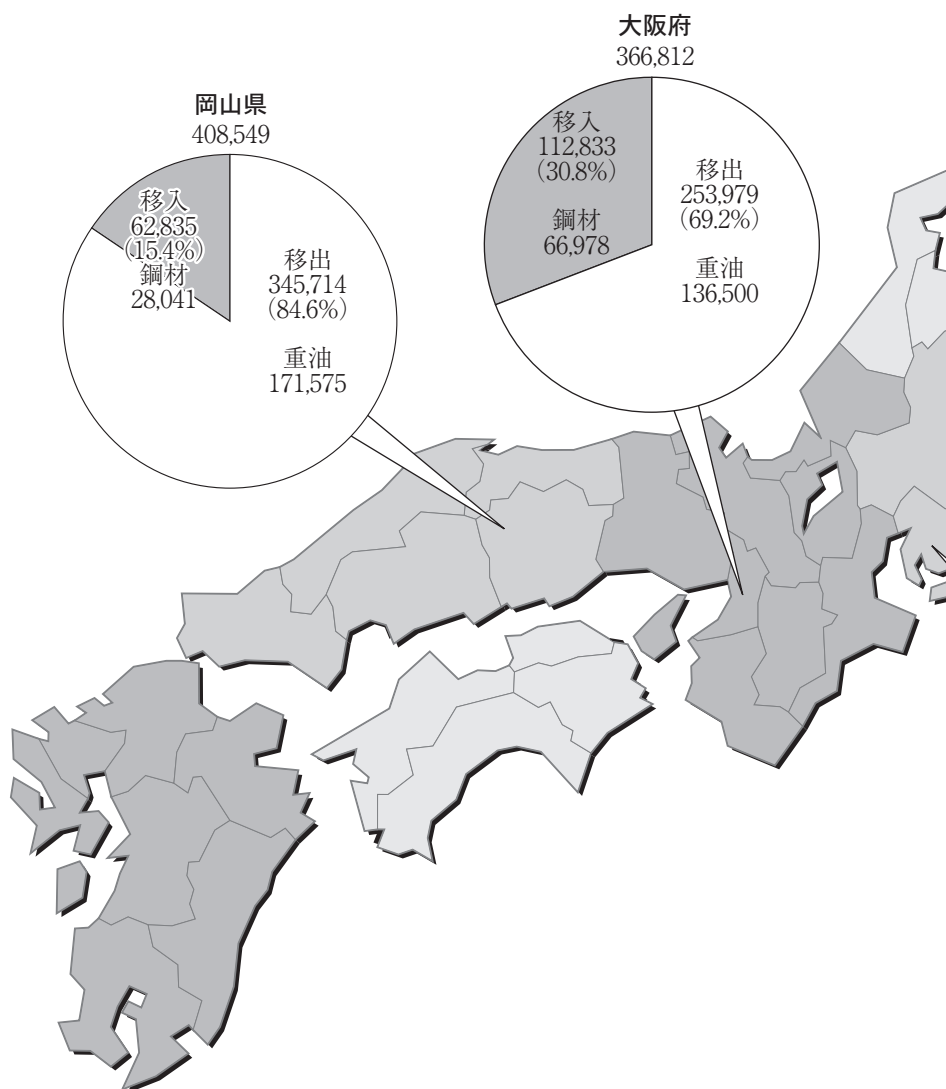 岡山県
408,549
移入
62,835
(15.4%)
鋼材
28,041
移出
345,714
(84.6%)
重油
171,575
大阪府
366,812
移入
112,833
(30.8%)
鋼材
66,978
移出
253,979
(69.2%)
重油
136,500